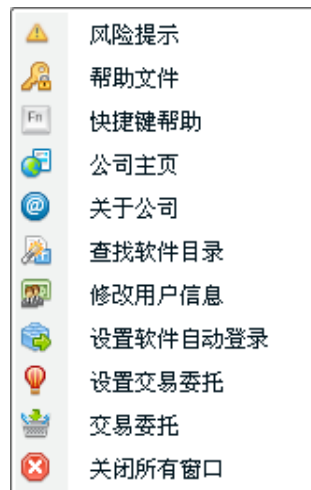 风险提示
帮助文件
Fn
快捷键帮助
公司主页
关于公司
查找软件目录
修改用户信息
设置软件自动登录
设置交易委托
交易委托
关闭所有窗口